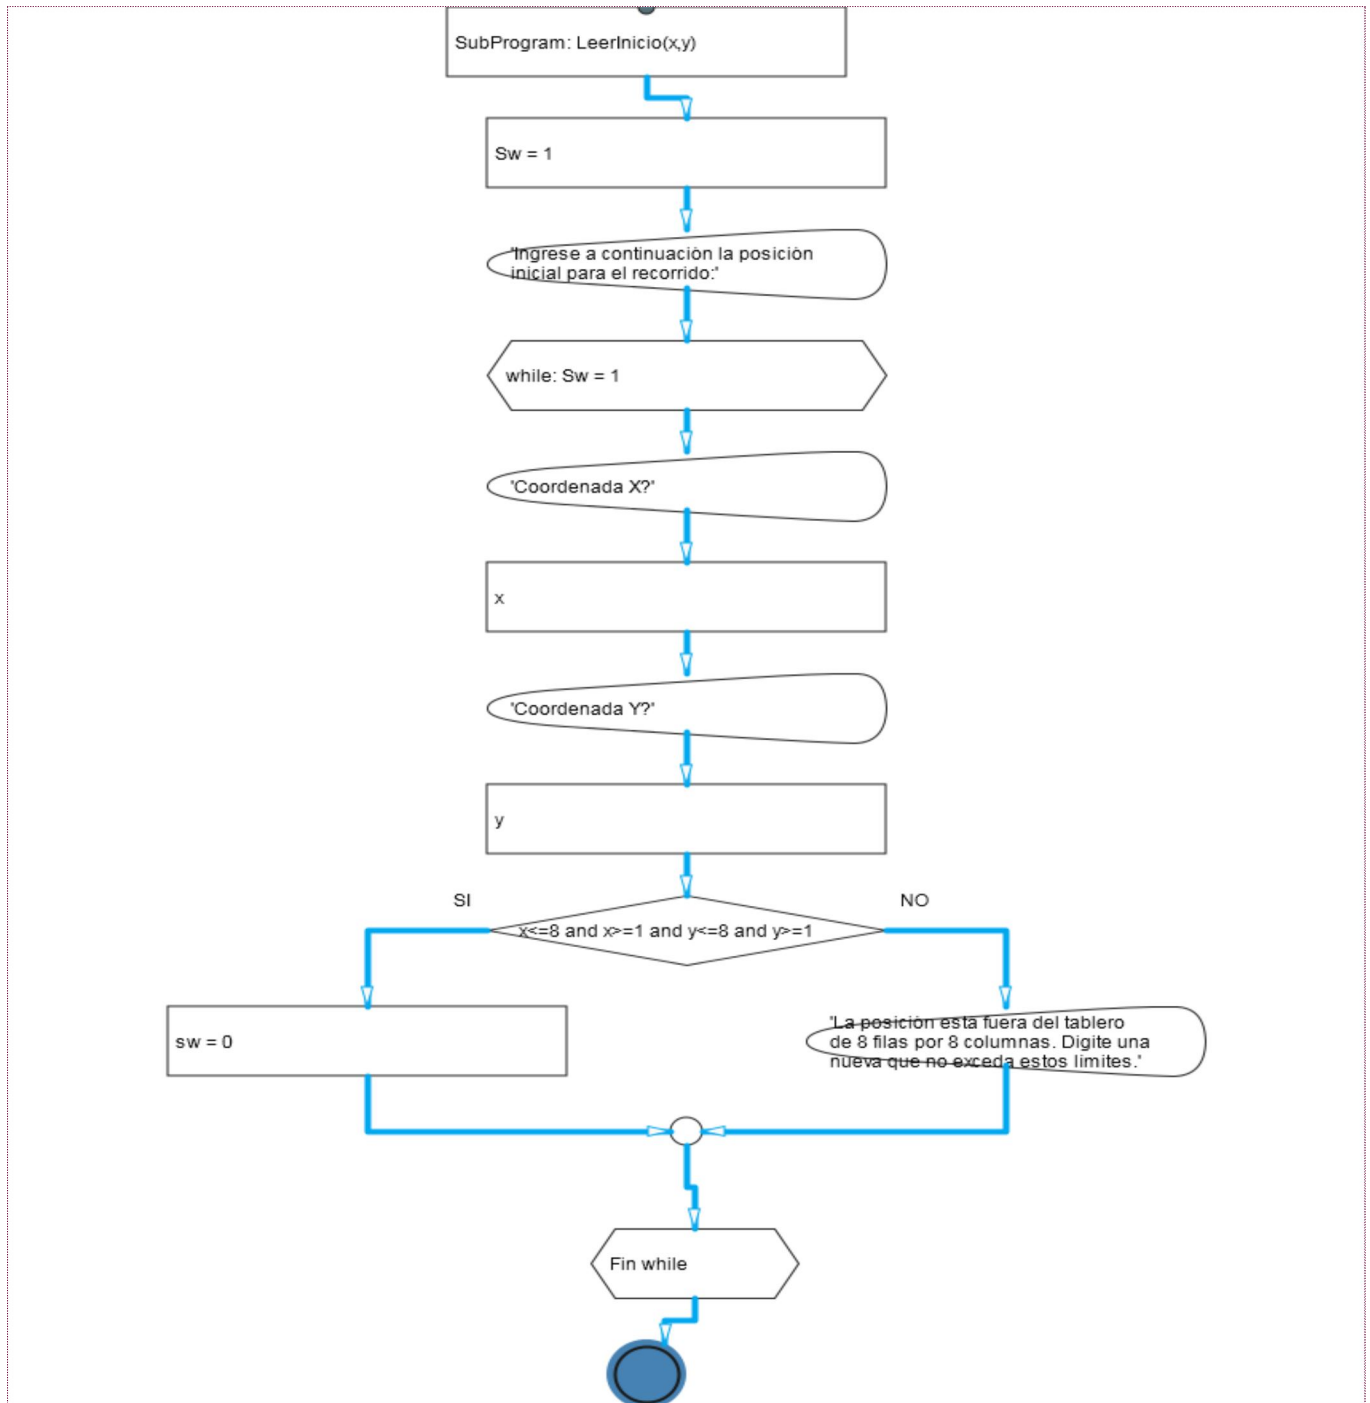 SubProgram: LeerInicio(x,y)
Sw = 1
'Ingrese a continuación la posición
inicial para el recorrido:'
while: Sw = 1
'Coordenada X?'
x
'Coordenada Y?'
y
SI
NO
x<=8 and x>=1 and y<=8 and y>=1
sw = 0
'La posición esta fuera del tablero
de 8 filas por 8 columnas. Digite una
nueva que no exceda estos límites.'
Fin while